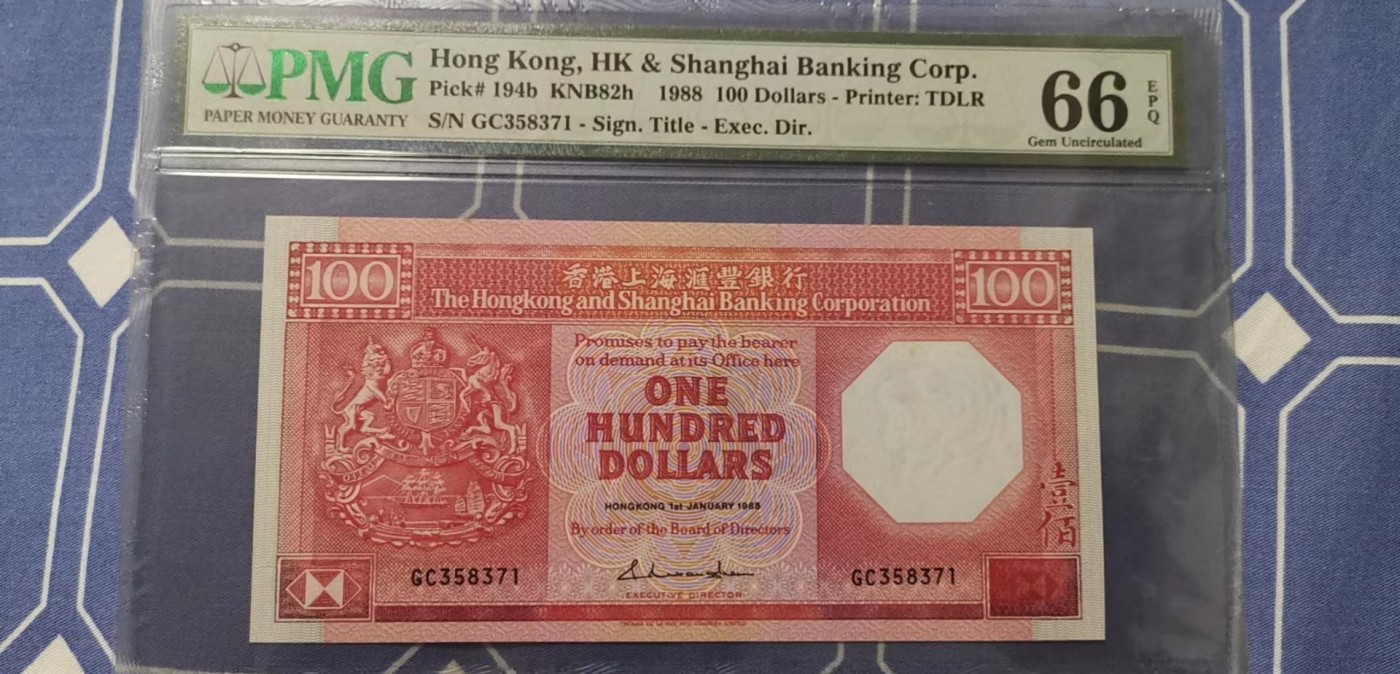 PMG
PAPER MONEY GUARANTY
Hong Kong, HK & Shanghai Banking Corp.
Pick# 194b KNB82h 1988 100 Dollars - Printer: TDLR
S/N GC358371 - Sign. Title - Exec. Dir.
66
EPQ
Gem Uncirculated
100
香港上海滙豐銀行
The Hongkong and Shanghai Banking Corporation
100
Promises to pay the bearer
on demand at its Office here
ONE
HUNDRED
DOLLARS
HONGKONG 1st JANUARY 1988
By order of the Board of Directors
壹佰
GC358371
EXECUTIVE DIRECTOR
GC358371